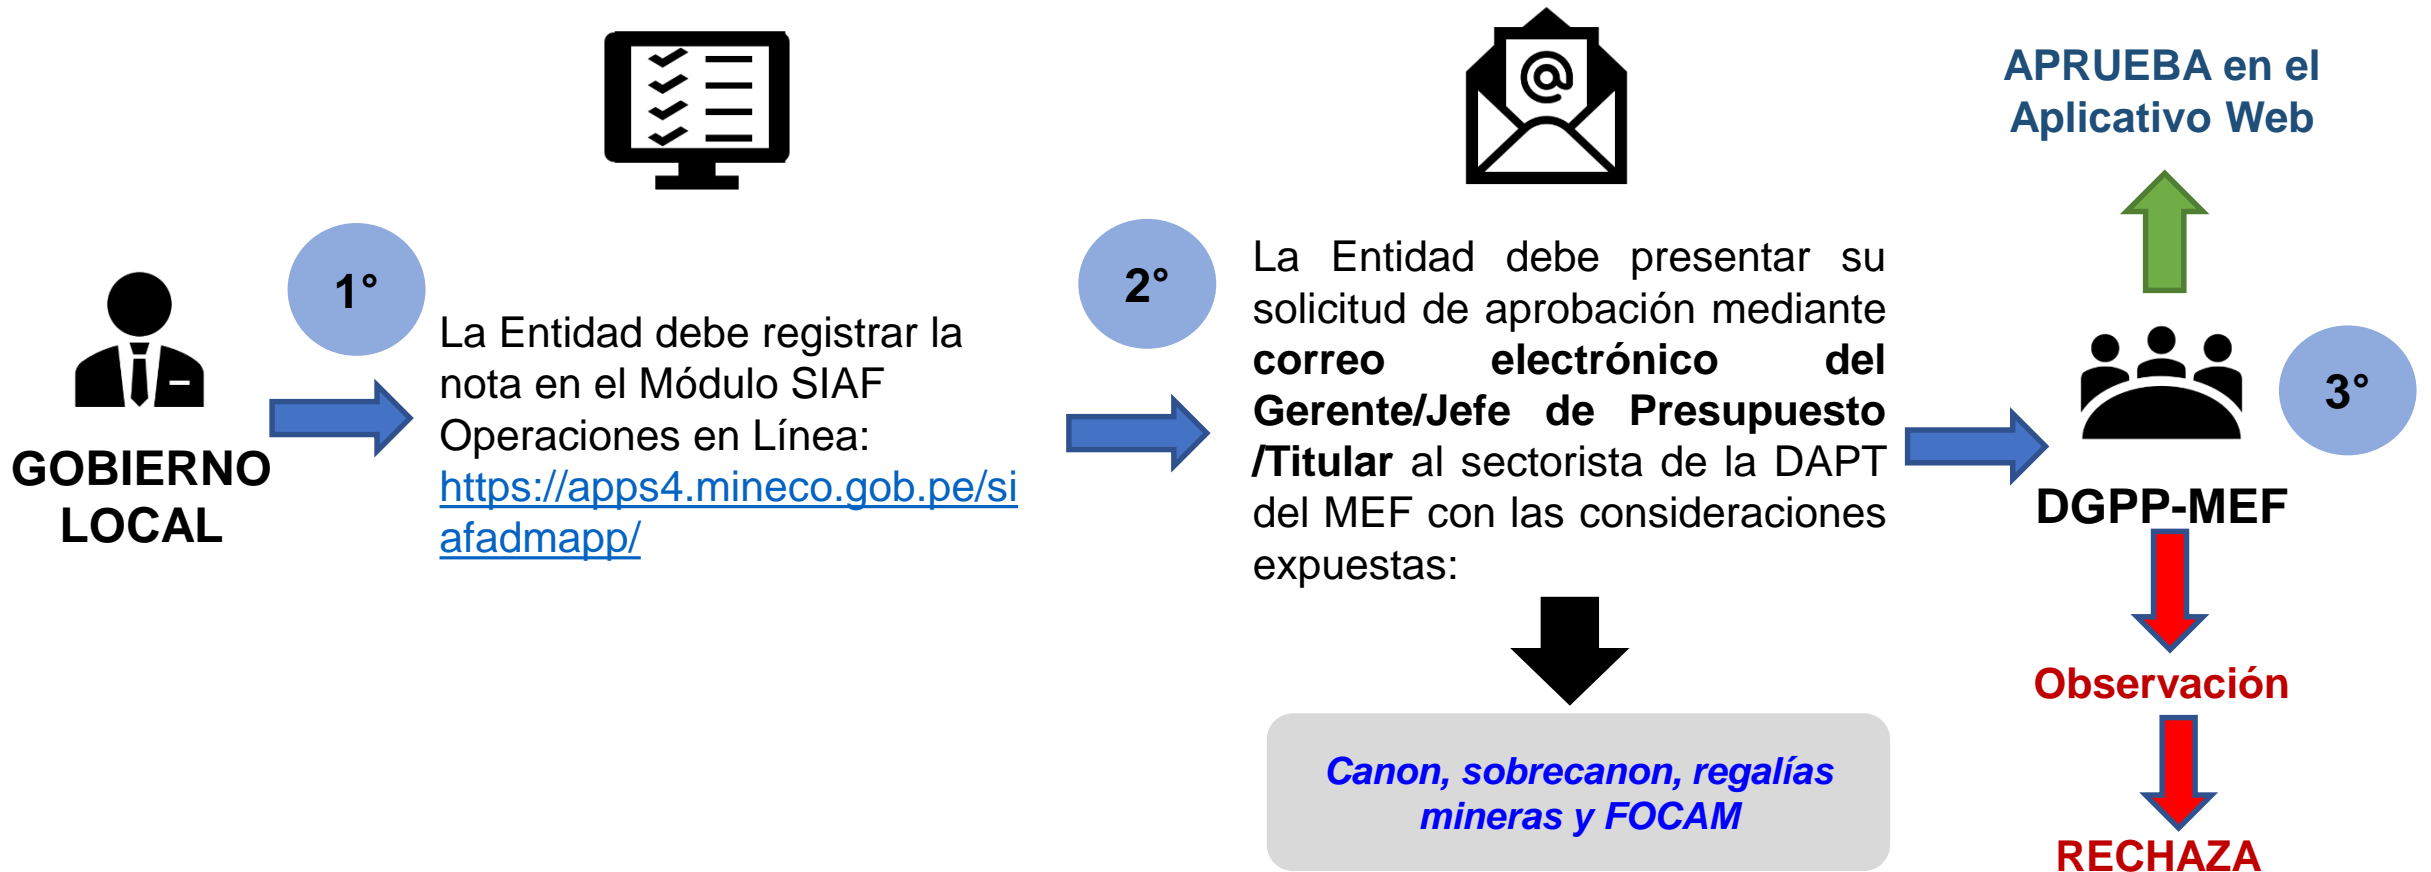 GOBIERNO
LOCAL
1°
La Entidad debe registrar la
nota en el Módulo SIAF
Operaciones en Línea:
https://apps4.mineco.gob.pe/si
afadmapp/
2°
La Entidad debe presentar su
solicitud de aprobación mediante
correo electrónico del
Gerente/Jefe de Presupuesto
/Titular al sectorista de la DAPT
del MEF con las consideraciones
expuestas:
@
Canon, sobrecanon, regalías
mineras y FOCAM
3°
APRUEBA en el
Aplicativo Web
DGPP-MEF
Observación
RECHAZA